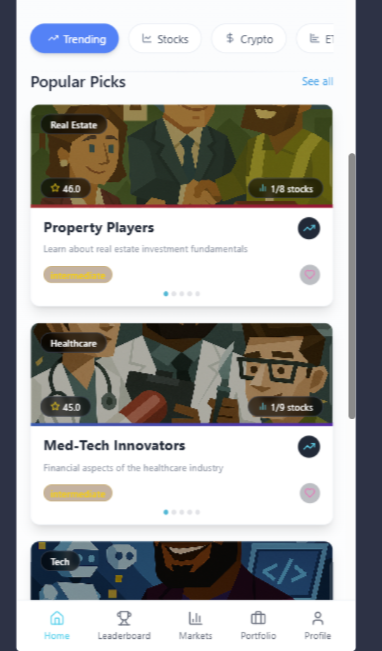 Trending
Stocks
$ Crypto
ET
Popular Picks
See all
Real Estate
46.0
1/8 stocks
Property Players
Learn about real estate investment fundamentals
intermediate
Healthcare
45.0
1/9 stocks
Med-Tech Innovators
Financial aspects of the healthcare industry
intermediate
Tech
</>
Home
Leaderboard
Markets
Portfolio
Profile